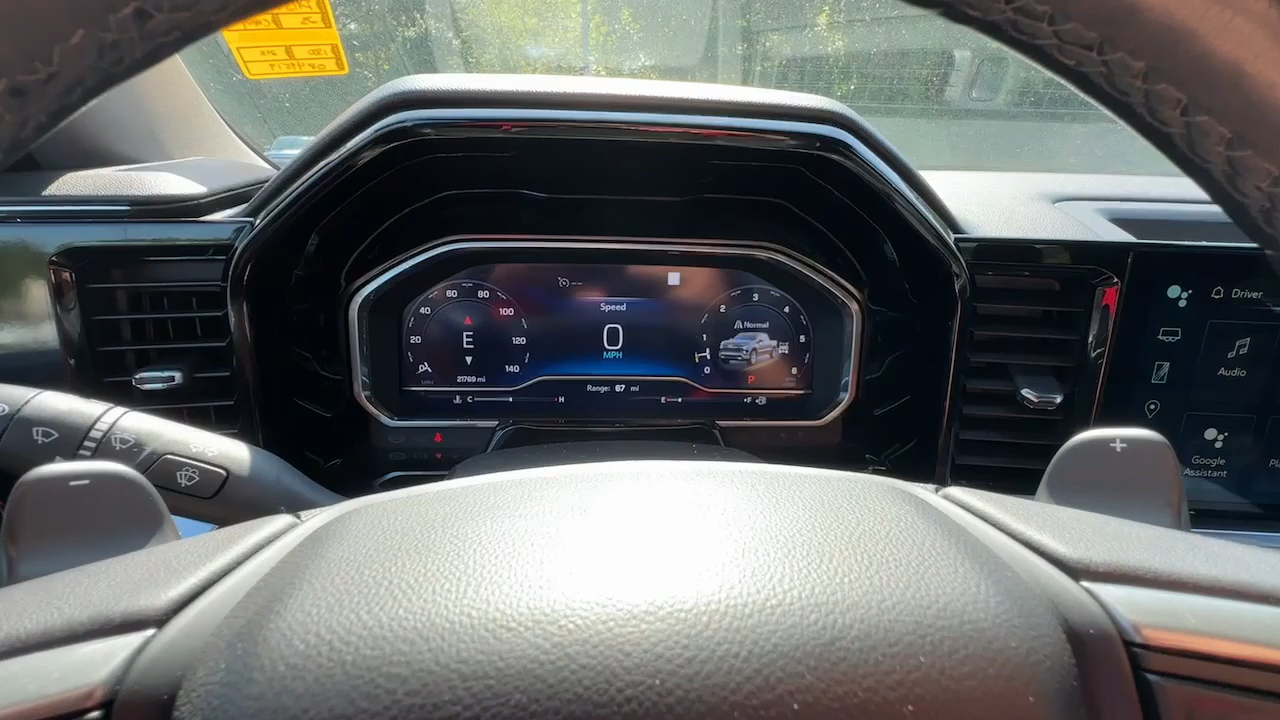 60 80
40 100
20 120
140
E
21769 mi
Speed
0
MPH
Range: 67 mi
C H
E F
2 3 4
1 5
0 6
Normal
P
Driver
Audio
Google
Assistant
-
+